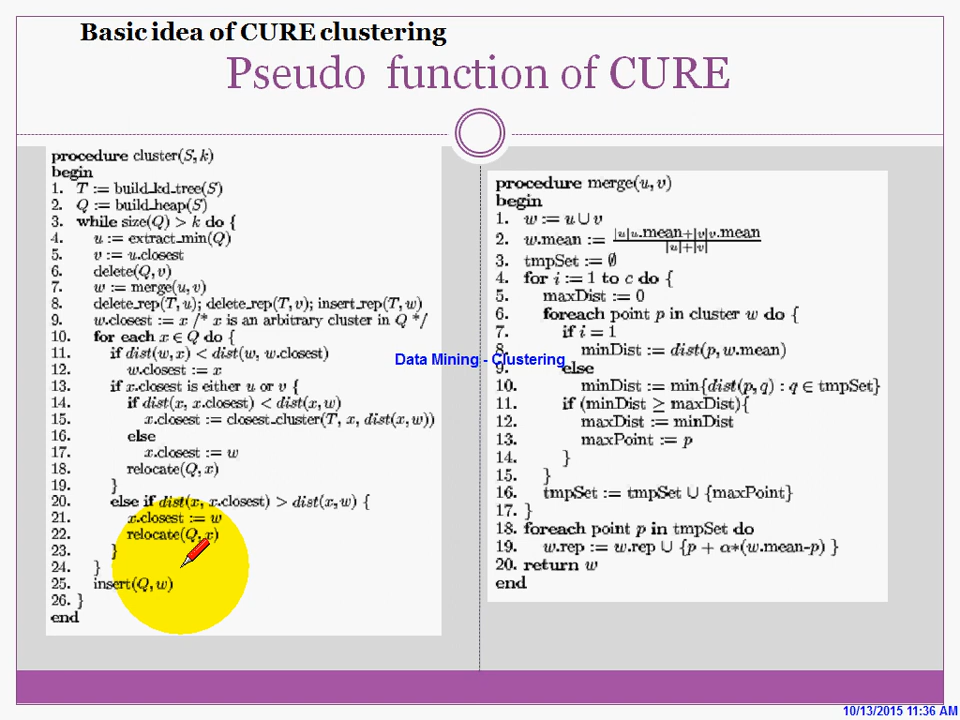 Basic idea of CURE clustering
Pseudo function of CURE
procedure cluster(S, k)
begin
1. T := build_kd_tree(S)
2. Q := build_heap(S)
3. while size(Q) > k do {
4. u := extract_min(Q)
5. v := u.closest
6. delete(Q, v)
7. w := merge(u, v)
8. delete_rep(T, u); delete_rep(T, v); insert_rep(T, w)
9. w.closest := x /* x is an arbitrary cluster in Q */
10. for each x ∈ Q do {
11. if dist(w, x) < dist(w, w.closest)
12. w.closest := x
13. if x.closest is either u or v {
14. if dist(x, x.closest) < dist(x, w)
15. x.closest := closest_cluster(T, x, dist(x, w))
16. else
17. x.closest := w
18. relocate(Q, x)
19. }
20. else if dist(x, x.closest) > dist(x, w) {
21. x.closest := w
22. relocate(Q, x)
23. }
24. }
25. insert(Q, w)
26. }
end
procedure merge(u, v)
begin
1. w := u ∪ v
2. w.mean := |u|u.mean+|v|v.mean / |u|+|v|
3. tmpSet := ∅
4. for i := 1 to c do {
5. maxDist := 0
6. foreach point p in cluster w do {
7. if i = 1
8. minDist := dist(p, w.mean)
9. else
10. minDist := min{dist(p, q) : q ∈ tmpSet}
11. if (minDist ≥ maxDist){
12. maxDist := minDist
13. maxPoint := p
14. }
15. }
16. tmpSet := tmpSet ∪ {maxPoint}
17. }
18. foreach point p in tmpSet do
19. w.rep := w.rep ∪ {p + α*(w.mean-p) }
20. return w
end
Data Mining - Clustering
10/13/2015 11:36 AM